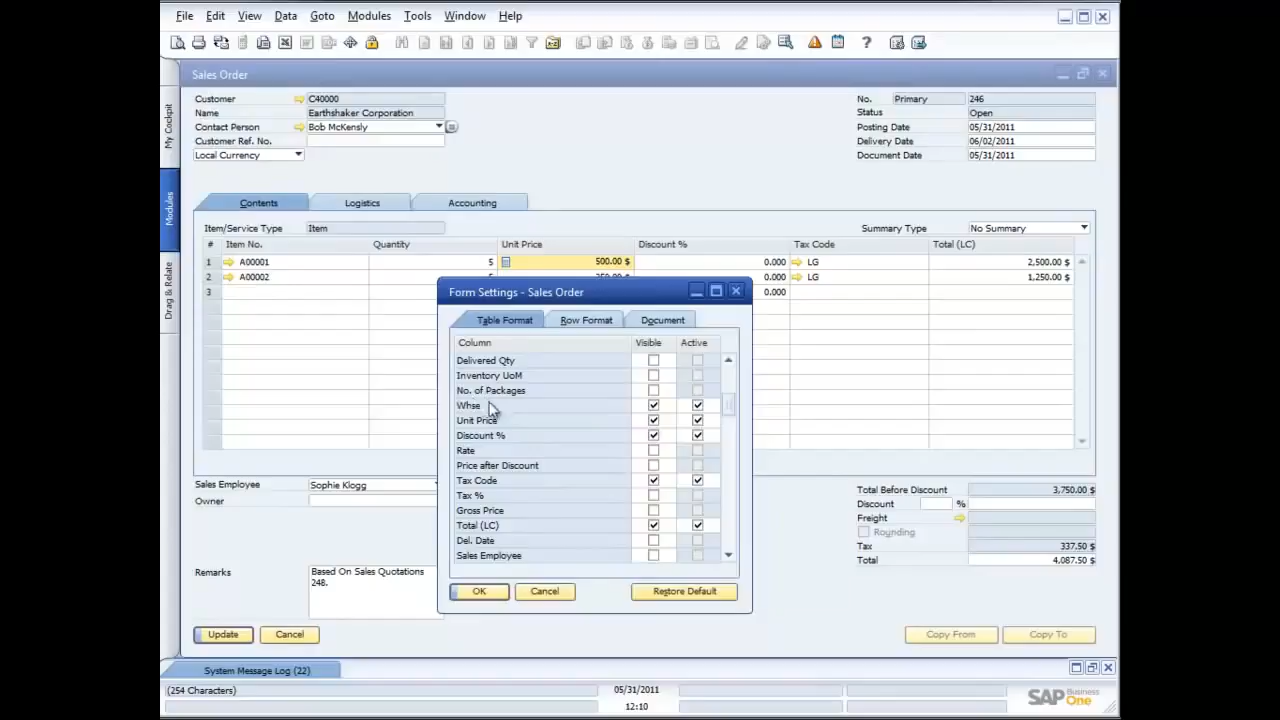 File Edit View Data Goto Modules Tools Window Help
Sales Order
My Cockpit
Modules
Drag & Relate
Customer C40000 No. Primary 246
Name Earthshaker Corporation Status Open
Contact Person Bob McKensly Posting Date 05/31/2011
Customer Ref. No. Delivery Date 06/02/2011
Local Currency Document Date 05/31/2011
Contents Logistics Accounting
Item/Service Type Item Summary Type No Summary
# Item No. Quantity Unit Price Discount % Tax Code Total (LC)
1 A00001 5 500.00 $ 0.000 LG 2,500.00 $
2 A00002 LG 1,250.00 $
3 0.000
Form Settings - Sales Order
Table Format Row Format Document
Column Visible Active
Delivered Qty
Inventory UoM
No. of Packages
Whse
Unit Price
Discount %
Rate
Price after Discount
Tax Code
Tax %
Gross Price
Total (LC)
Del. Date
Sales Employee
OK Cancel Restore Default
Sales Employee Sophie Klogg
Owner
Total Before Discount 3,750.00 $
Discount %
Freight
Rounding
Tax 337.50 $
Total 4,087.50 $
Remarks Based On Sales Quotations
248.
Update Cancel Copy From Copy To
System Message Log (22)
(254 Characters) 05/31/2011
12:10
SAP Business One